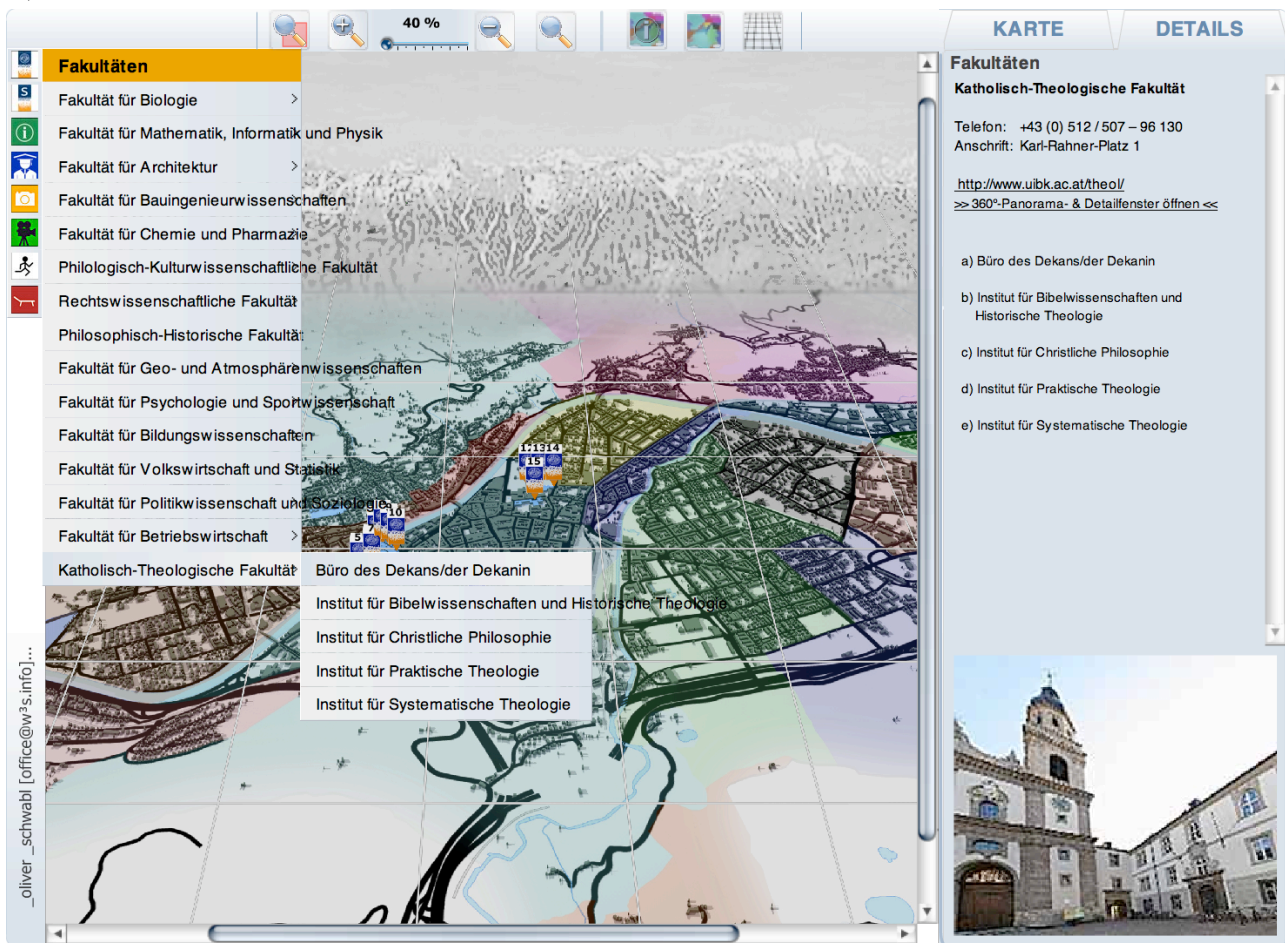 40 %
KARTE
DETAILS
S
Fakultäten
Fakultät für Biologie
Fakultät für Mathematik, Informatik und Physik
Fakultät für Architektur
Fakultät für Bauingenieurwissenschaften
Fakultät für Chemie und Pharmazie
Philologisch-Kulturwissenschaftliche Fakultät
Rechtswissenschaftliche Fakultät
Philosophisch-Historische Fakultät
Fakultät für Geo- und Atmosphärenwissenschaften
Fakultät für Psychologie und Sportwissenschaft
Fakultät für Bildungswissenschaften
Fakultät für Volkswirtschaft und Statistik
Fakultät für Politikwissenschaft und Soziologie
Fakultät für Betriebswirtschaft
Katholisch-Theologische Fakultät
Büro des Dekans/der Dekanin
Institut für Bibelwissenschaften und Historische Theologie
Institut für Christliche Philosophie
Institut für Praktische Theologie
Institut für Systematische Theologie
13 14
15
10
5
_oliver _schwabl [office@w³s.info]...
Fakultäten
Katholisch-Theologische Fakultät
Telefon: +43 (0) 512 / 507 – 96 130
Anschrift: Karl-Rahner-Platz 1
http://www.uibk.ac.at/theol/
>> 360°-Panorama- & Detailfenster öffnen <<
a) Büro des Dekans/der Dekanin
b) Institut für Bibelwissenschaften und
Historische Theologie
c) Institut für Christliche Philosophie
d) Institut für Praktische Theologie
e) Institut für Systematische Theologie